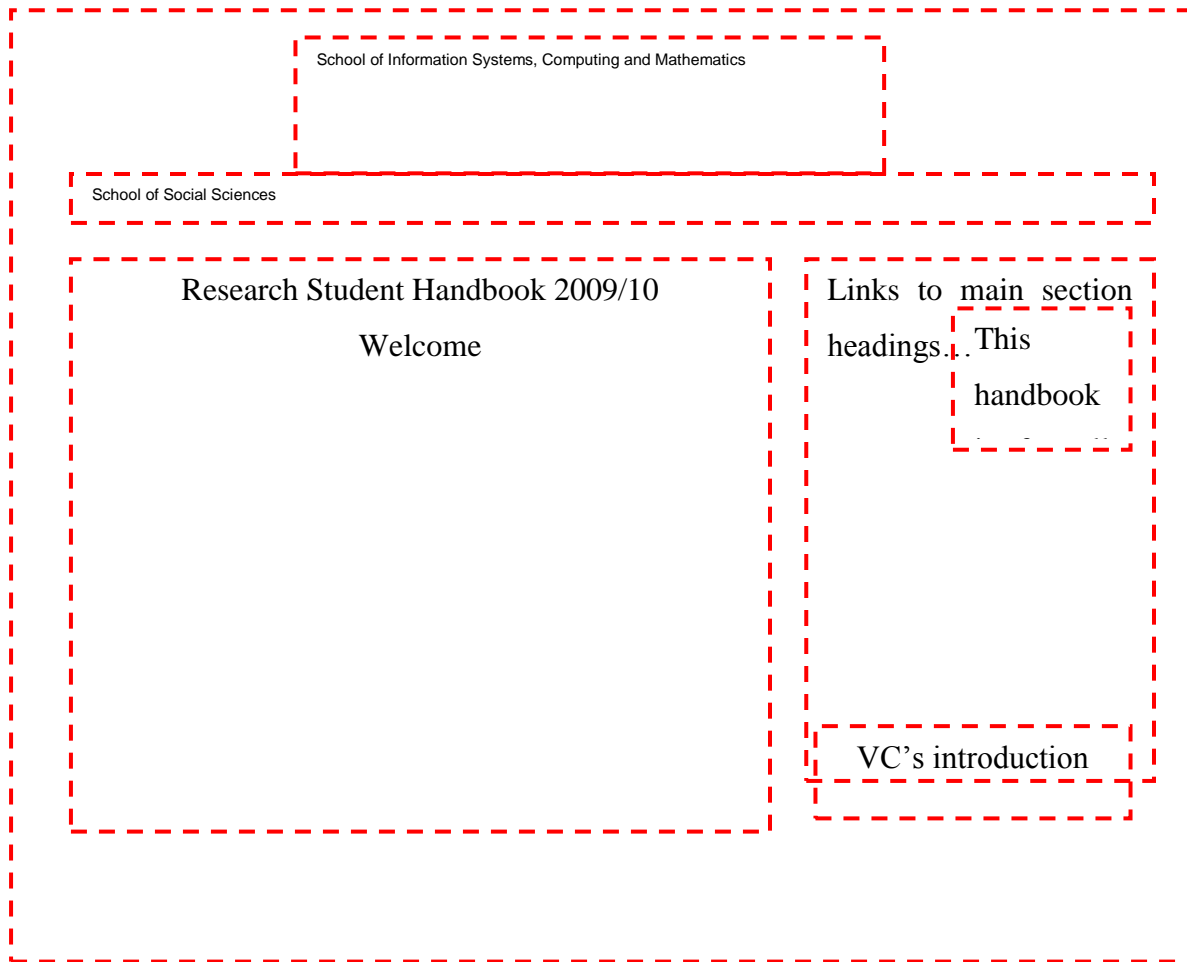 School of Information Systems, Computing and Mathematics
School of Social Sciences
Research Student Handbook 2009/10
Welcome
Links to main section
headings…
This
handbook
VC’s introduction